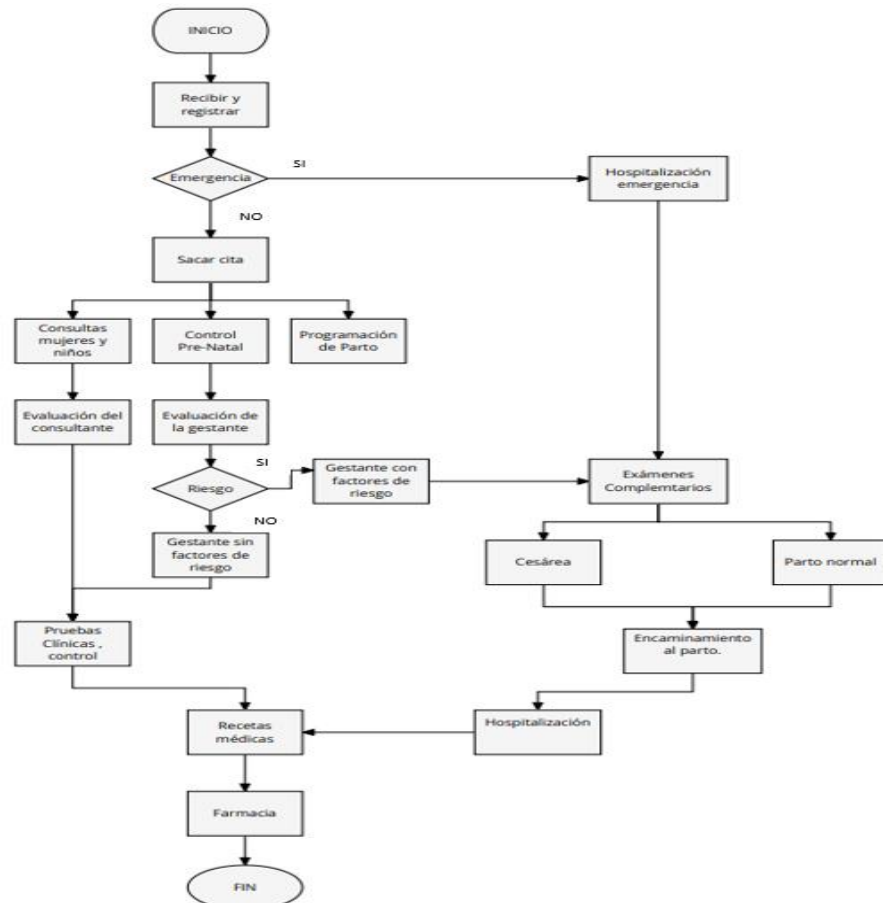 INICIO
Recibir y
registrar
Emergencia
SI
Hospitalización
emergencia
NO
Sacar cita
Consultas
mujeres y
niños
Control
Pre-Natal
Programación
de Parto
Evaluación del
consultante
Evaluación de
la gestante
Riesgo
SI
Gestante con
factores de
riesgo
Exámenes
Complemtarios
NO
Gestante sin
factores de
riesgo
Cesárea
Parto normal
Pruebas
Clínicas ,
control
Encaminamiento
al parto.
Recetas
médicas
Hospitalización
Farmacia
FIN